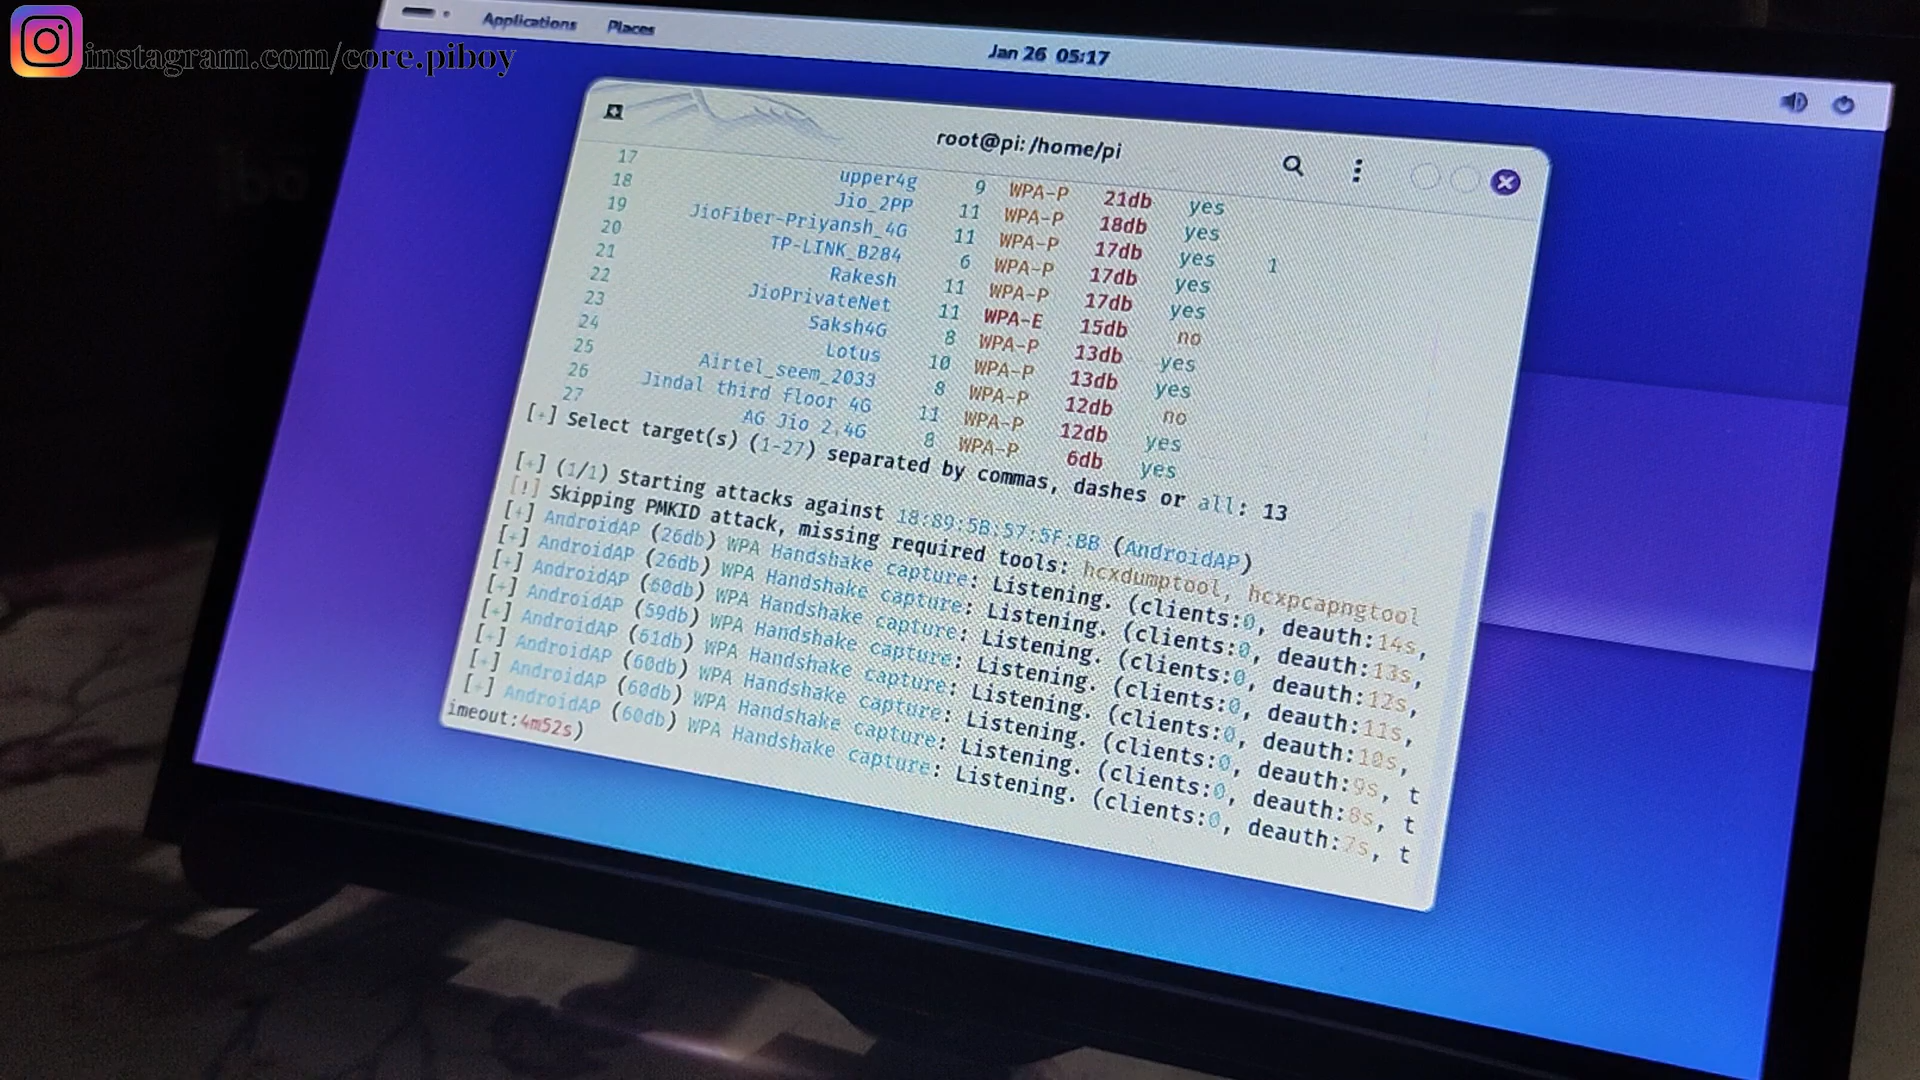 instagram.com/core.piboy
Applications Places
Jan 26 05:17
root@pi: /home/pi
17 upper4g 9 WPA-P 21db yes
18 Jio_2PP 11 WPA-P 18db yes
19 JioFiber-Priyansh_4G 11 WPA-P 17db yes 1
20 TP-LINK_B284 6 WPA-P 17db yes
21 Rakesh 11 WPA-P 17db yes
22 JioPrivateNet 11 WPA-E 15db no
23 Saksh4G 8 WPA-P 13db yes
24 Lotus 10 WPA-P 13db yes
25 Airtel_seem_2033 8 WPA-P 12db no
26 Jindal third floor 4G 11 WPA-P 12db yes
27 AG Jio 2.4G 8 WPA-P 6db yes
[+] Select target(s) (1-27) separated by commas, dashes or all: 13
[+] (1/1) Starting attacks against 18:89:5B:57:5F:BB (AndroidAP)
[!] Skipping PMKID attack, missing required tools: hcxdumptool, hcxpcapngtool
[+] AndroidAP (26db) WPA Handshake capture: Listening. (clients:0, deauth:14s,
[+] AndroidAP (26db) WPA Handshake capture: Listening. (clients:0, deauth:13s,
[+] AndroidAP (60db) WPA Handshake capture: Listening. (clients:0, deauth:12s,
[+] AndroidAP (59db) WPA Handshake capture: Listening. (clients:0, deauth:11s,
[+] AndroidAP (61db) WPA Handshake capture: Listening. (clients:0, deauth:10s,
[+] AndroidAP (60db) WPA Handshake capture: Listening. (clients:0, deauth:9s, t
[+] AndroidAP (60db) WPA Handshake capture: Listening. (clients:0, deauth:8s, t
[+] AndroidAP (60db) WPA Handshake capture: Listening. (clients:0, deauth:7s, t
imeout:4m52s)